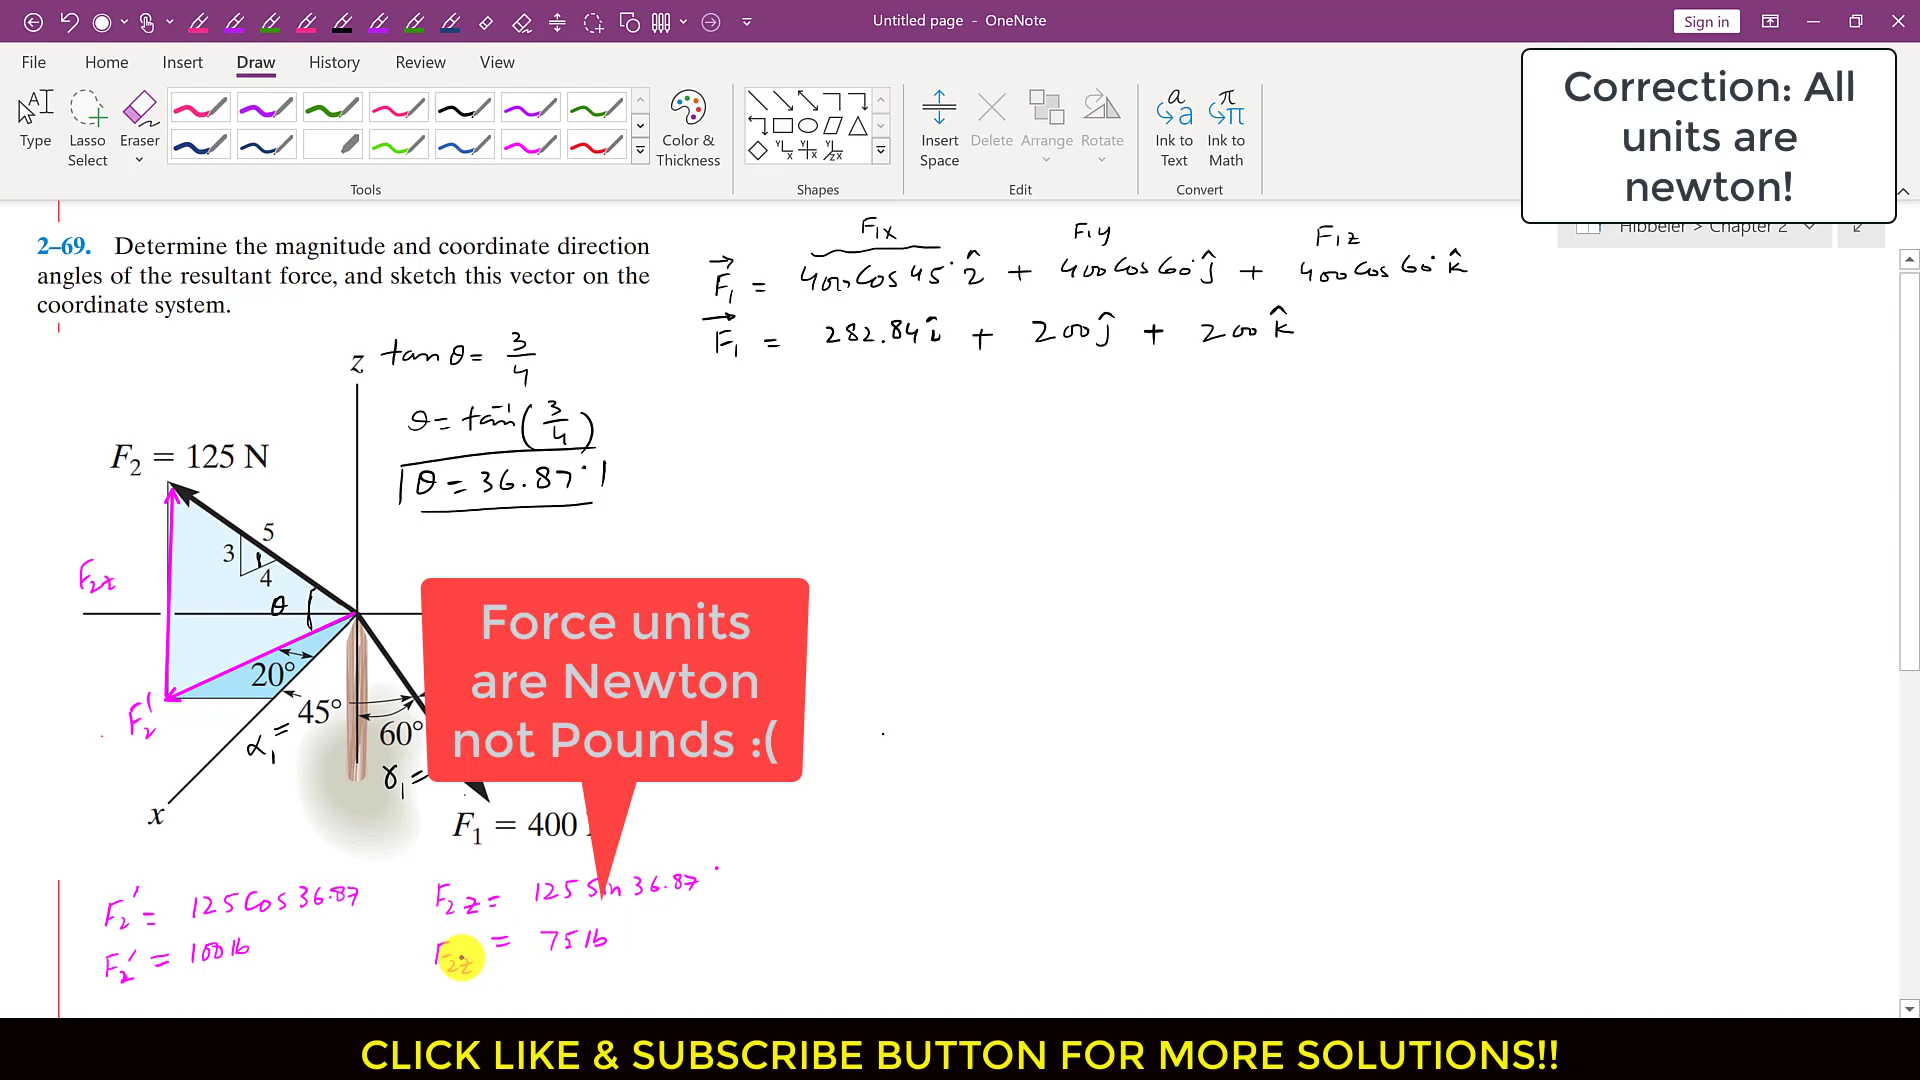 Untitled page - OneNote
Sign in
File Home Insert Draw History Review View
Type
Lasso Select
Eraser
Color & Thickness
Insert Space
Delete
Arrange
Rotate
Ink to Text
Ink to Math
Tools
Shapes
Edit
Convert
Correction: All
units are
newton!
Hibbeler > Chapter 2
2–69. Determine the magnitude and coordinate direction
angles of the resultant force, and sketch this vector on the
coordinate system.
F1x F1y F1z
F1 = 400 cos 45° î + 400 cos 60° ĵ + 400 cos 60° k̂
F1 = 282.84 î + 200 ĵ + 200 k̂
z
tan θ = 3/4
θ = tan⁻¹ (3/4)
θ = 36.87°
F2 = 125 N
5
3
4
F2z
θ
20°
F2′
45°
α1 =
60°
γ1 =
x
F1 = 400
Force units
are Newton
not Pounds :(
F2′ = 125 Cos 36.87
F2z = 125 Sin 36.87°
F2′ = 100 lb
F2z = 75 lb
CLICK LIKE & SUBSCRIBE BUTTON FOR MORE SOLUTIONS!!